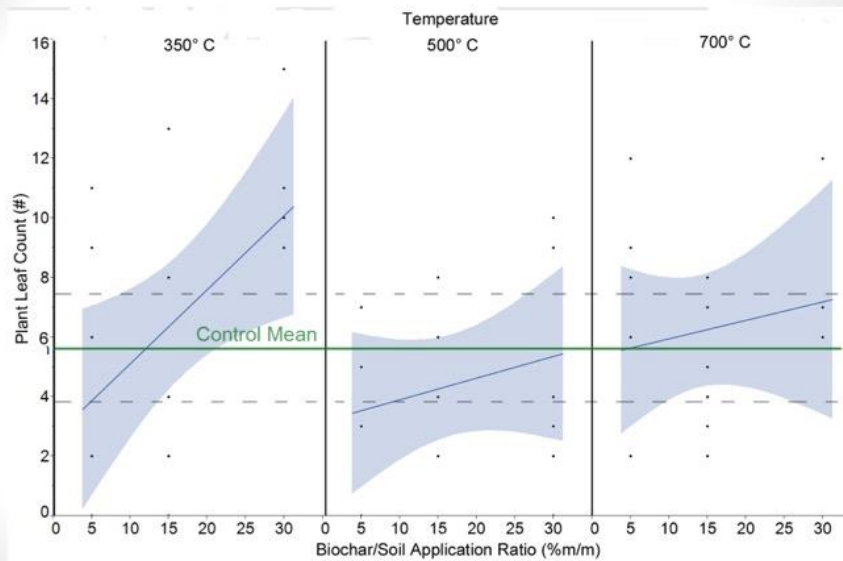 Temperature
350° C 500° C 700° C
Plant Leaf Count (#)
16
14
12
10
8
6
4
2
0
Control Mean
0 5 10 15 20 25 30 0 5 10 15 20 25 30 0 5 10 15 20 25 30
Biochar/Soil Application Ratio (%m/m)